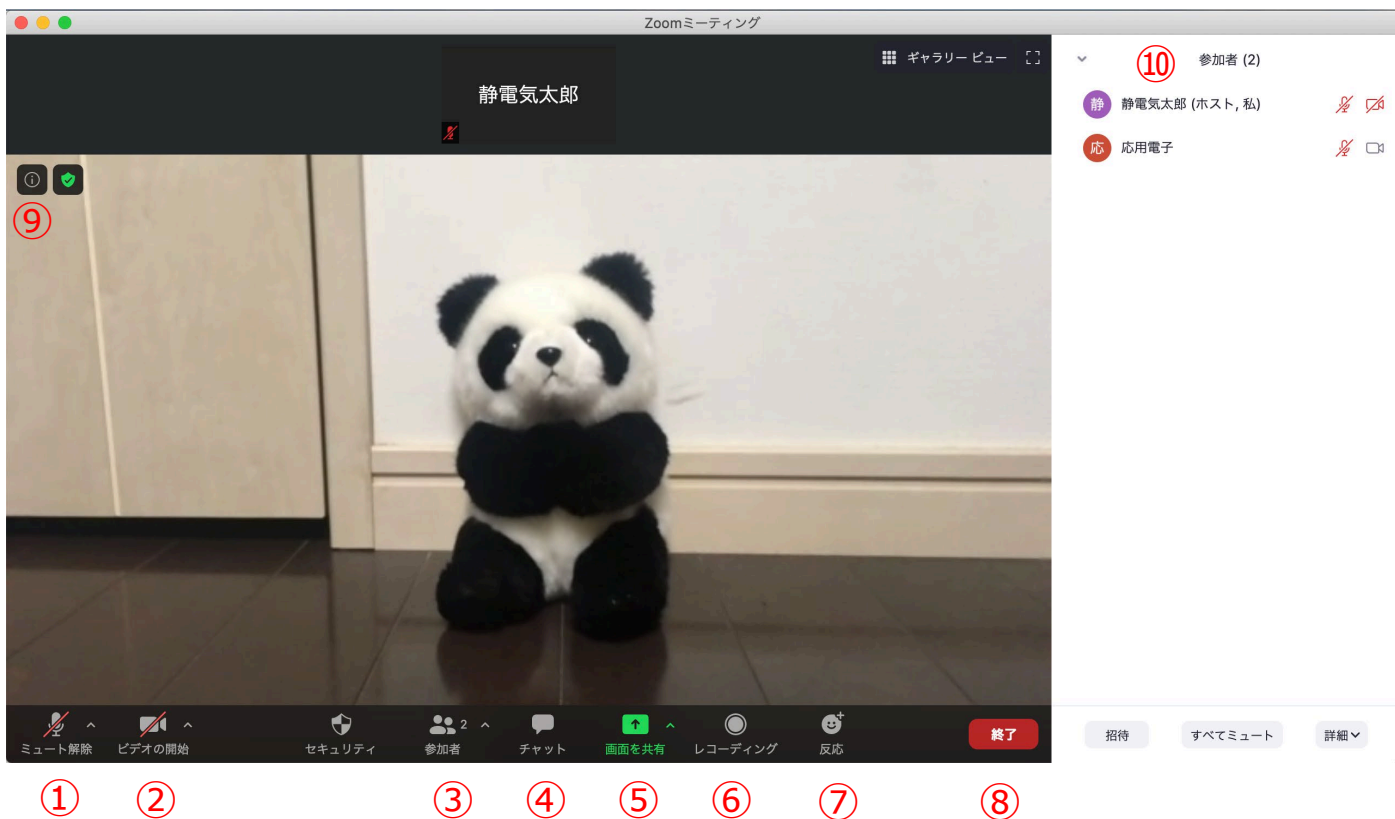 Zoomミーティング
静電気太郎
ギャラリー ビュー
⑩ 参加者 (2)
静 静電気太郎 (ホスト, 私)
応 応用電子
⑨
ミュート解除
ビデオの開始
セキュリティ
2
参加者
チャット
画面を共有
レコーディング
反応
終了
招待
すべてミュート
詳細
① ② ③ ④ ⑤ ⑥ ⑦ ⑧